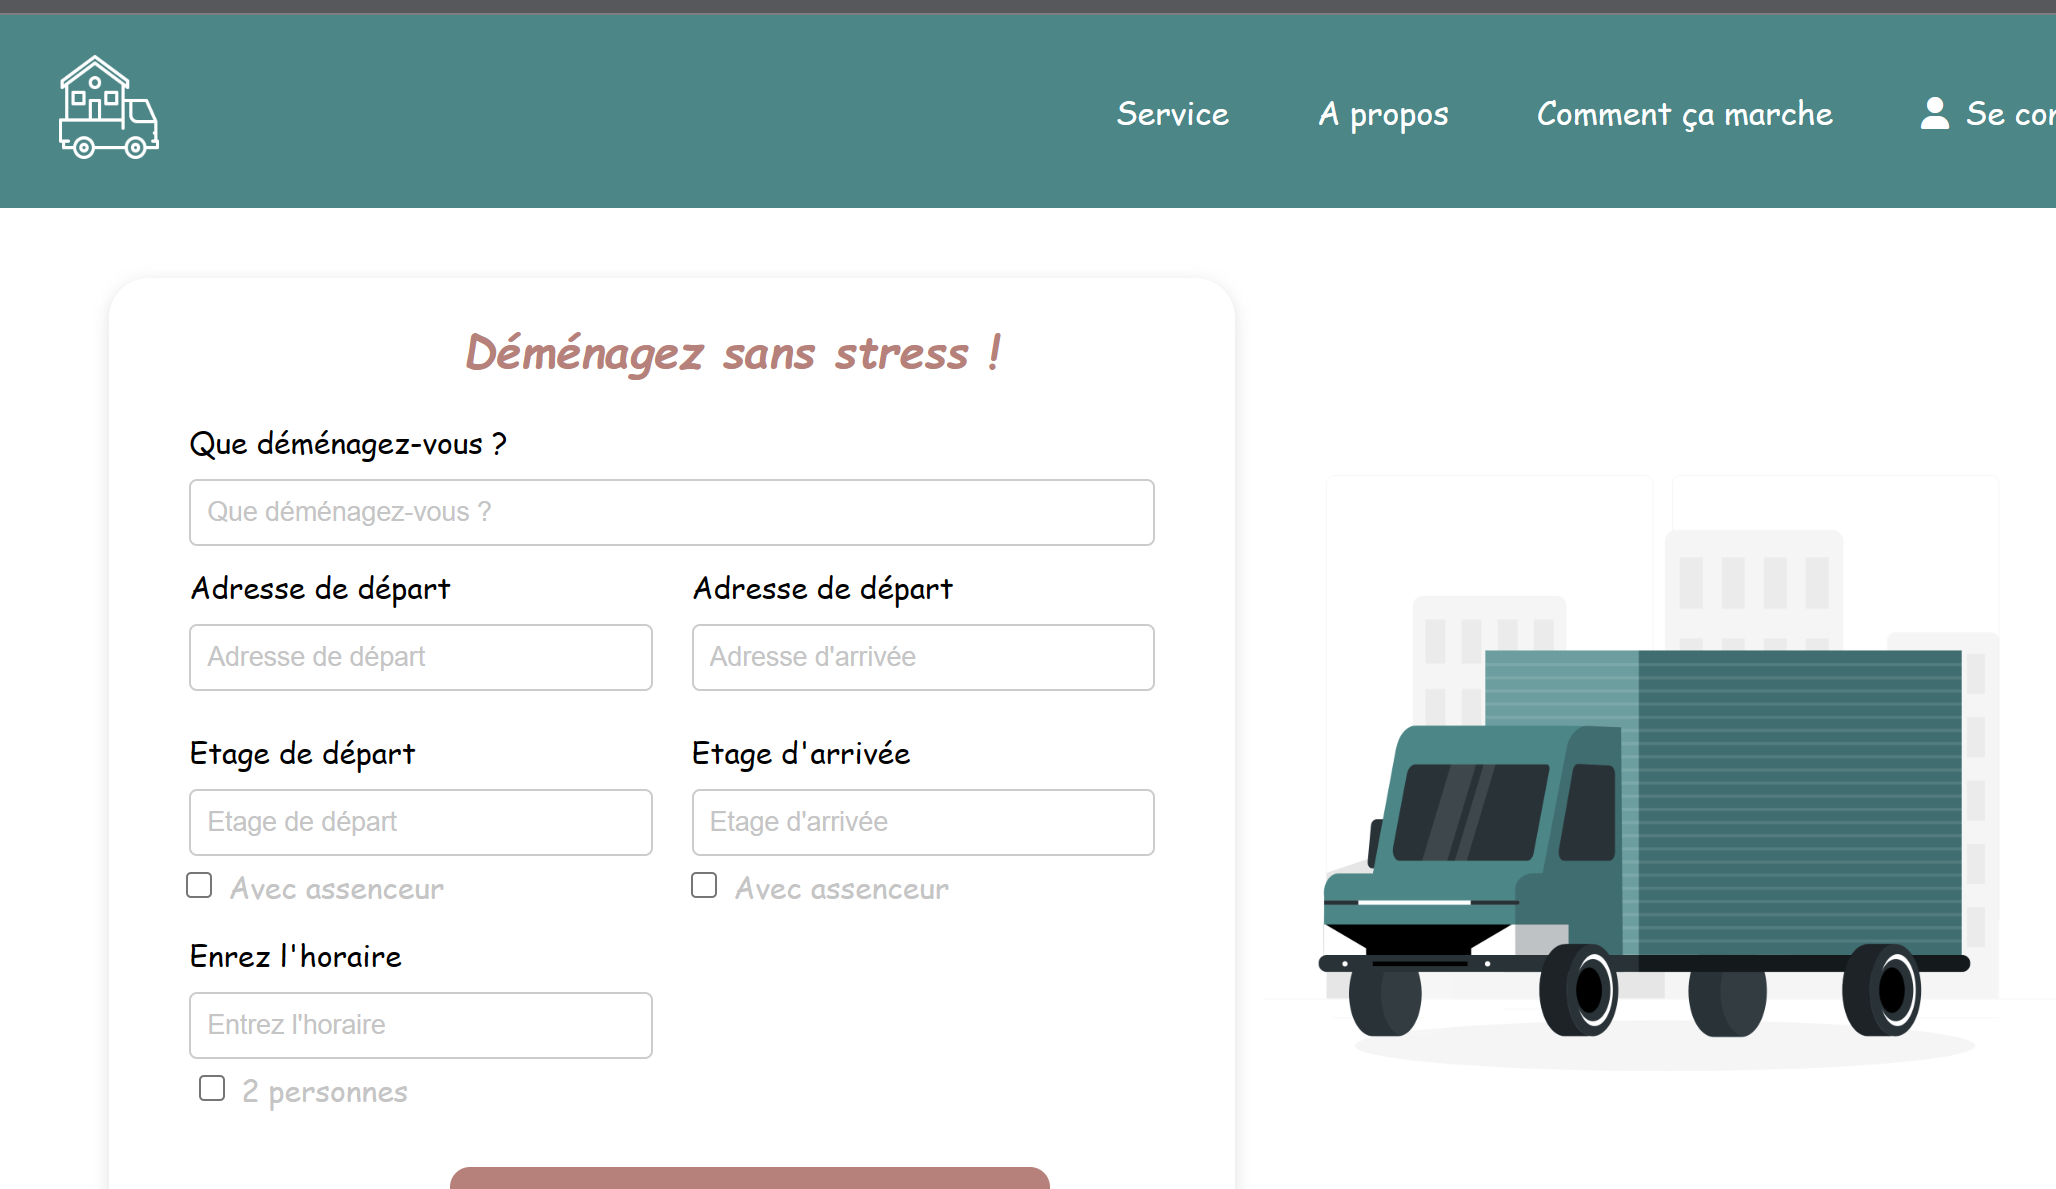 Service A propos Comment ça marche Se
Déménagez sans stress !
Que déménagez-vous ?
Que déménagez-vous ?
Adresse de départ Adresse de départ
Adresse de départ Adresse d'arrivée
Etage de départ Etage d'arrivée
Etage de départ Etage d'arrivée
Avec assenceur Avec assenceur
Enrez l'horaire
Entrez l'horaire
2 personnes